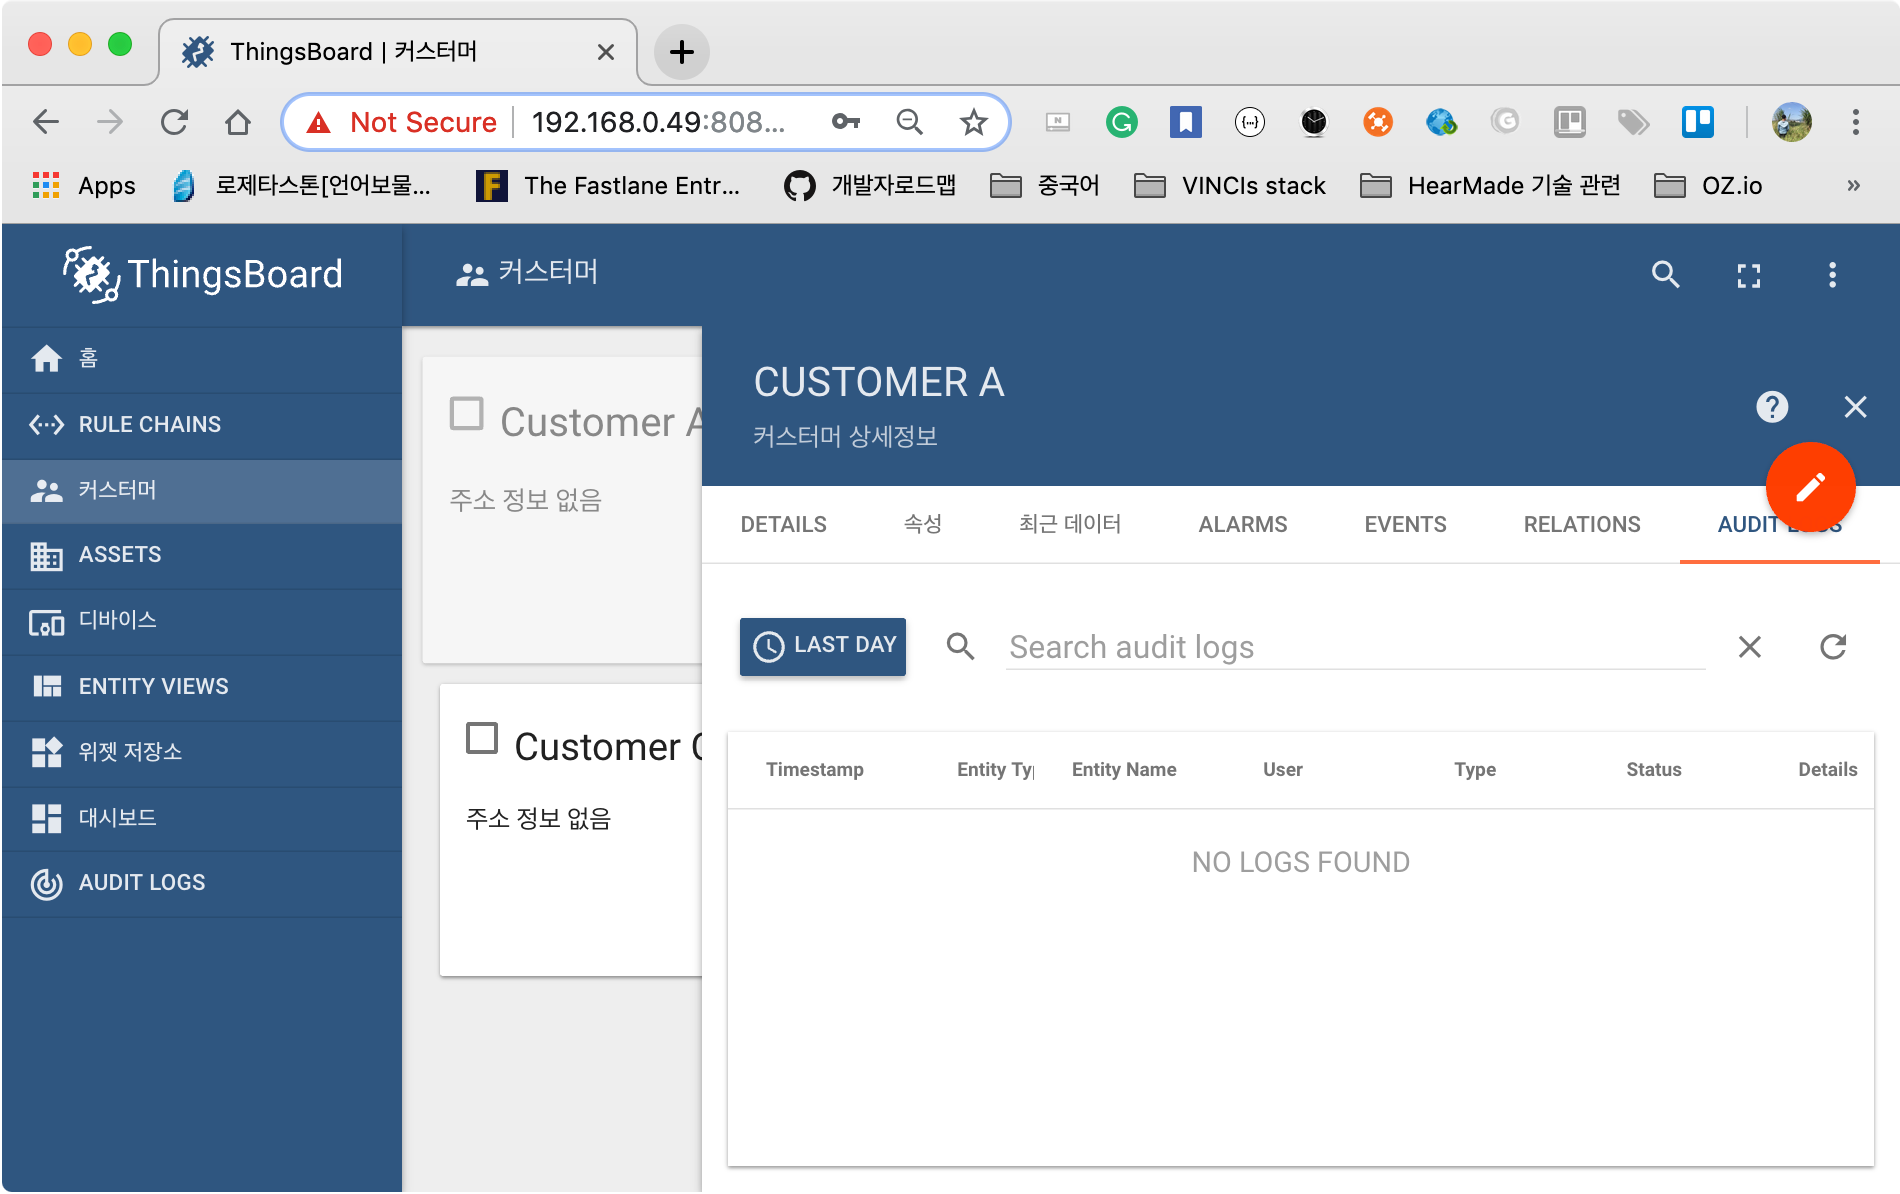 ThingsBoard | 커스터머
Not Secure
192.168.0.49:808...
Apps
로제타스톤[언어보물...
The Fastlane Entr...
개발자로드맵
중국어
VINCIs stack
HearMade 기술 관련
OZ.io
»
ThingsBoard
커스터머
홈
RULE CHAINS
커스터머
ASSETS
디바이스
ENTITY VIEWS
위젯 저장소
대시보드
AUDIT LOGS
Customer A
주소 정보 없음
Customer
주소 정보 없음
CUSTOMER A
커스터머 상세정보
DETAILS
속성
최근 데이터
ALARMS
EVENTS
RELATIONS
AUDIT LOGS
LAST DAY
Search audit logs
Timestamp
Entity Typ
Entity Name
User
Type
Status
Details
NO LOGS FOUND